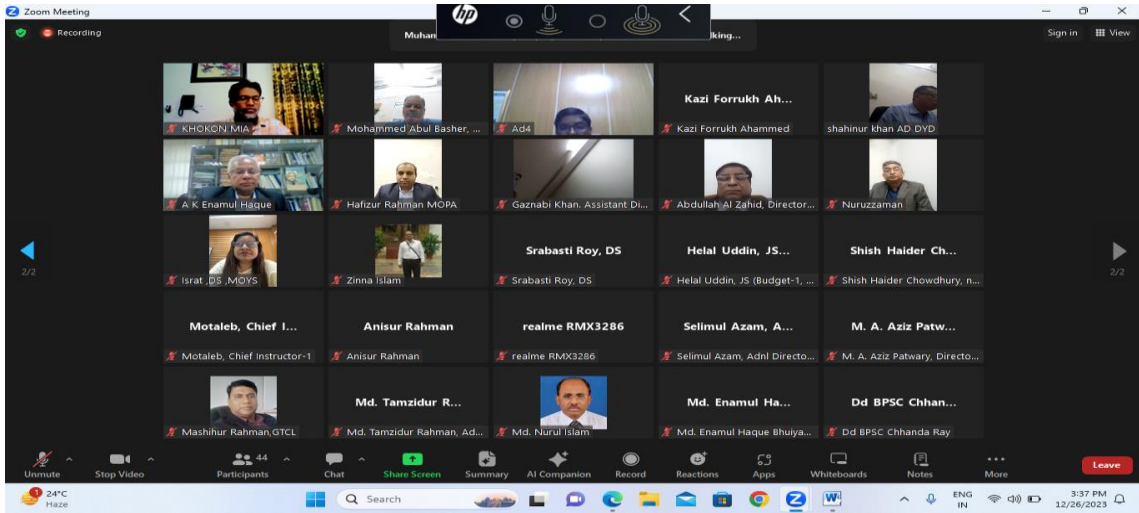 Zoom Meeting
hp
Recording
Muham
lking...
Sign in
View
KHOKON MIA
Mohammed Abul Basher, ...
Ad4
Kazi Forrukh Ah...
Kazi Forrukh Ahammed
shahinur khan AD DYD
A K Enamul Haque
Hafizur Rahman MOPA
Gaznabi Khan. Assistant Di...
Abdullah Al Zahid, Director...
Nuruzzaman
2/2
2/2
Israt ,DS ,MOYS
Zinna Islam
Srabasti Roy, DS
Srabasti Roy, DS
Helal Uddin, JS...
Helal Uddin, JS (Budget-1, ...
Shish Haider Ch...
Shish Haider Chowdhury, n...
Motaleb, Chief I...
Motaleb, Chief Instructor-1
Anisur Rahman
Anisur Rahman
realme RMX3286
realme RMX3286
Selimul Azam, A...
Selimul Azam, Adnl Directo...
M. A. Aziz Patw...
M. A. Aziz Patwary, Directo...
Mashihur Rahman,GTCL
Md. Tamzidur R...
Md. Tamzidur Rahman, Ad...
Md. Nurul Islam
Md. Enamul Ha...
Md. Enamul Haque Bhuiya...
Dd BPSC Chhan...
Dd BPSC Chhanda Ray
Unmute
Stop Video
44
Participants
Chat
Share Screen
Summary
AI Companion
Record
Reactions
Apps
Whiteboards
Notes
More
Leave
1
24°C
Haze
Search
ENG
IN
3:37 PM
12/26/2023